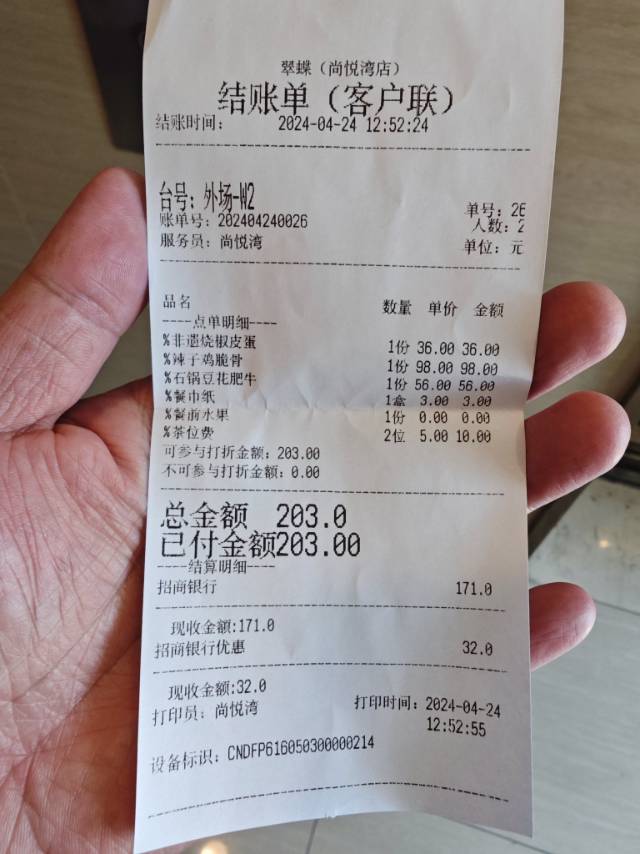 翠蝶（尚悦湾店）
结账单（客户联）
结账时间： 2024-04-24 12:52:24
台号：外场-W2
单号：26
账单号：202404240026
人数：2
服务员：尚悦湾
单位：元
品名 数量 单价 金额
----点单明细----
%非遗烧椒皮蛋 1份 36.00 36.00
%辣子鸡脆骨 1份 98.00 98.00
%石锅豆花肥牛 1份 56.00 56.00
%餐巾纸 1盒 3.00 3.00
%餐前水果 1份 0.00 0.00
%茶位费 2位 5.00 10.00
可参与打折金额：203.00
不可参与打折金额：0.00
总金额 203.0
已付金额203.00
----结算明细----
招商银行 171.0
现收金额:171.0
招商银行优惠 32.0
现收金额:32.0
打印员：尚悦湾 打印时间：2024-04-24
12:52:55
设备标识：CNDFP616050300000214